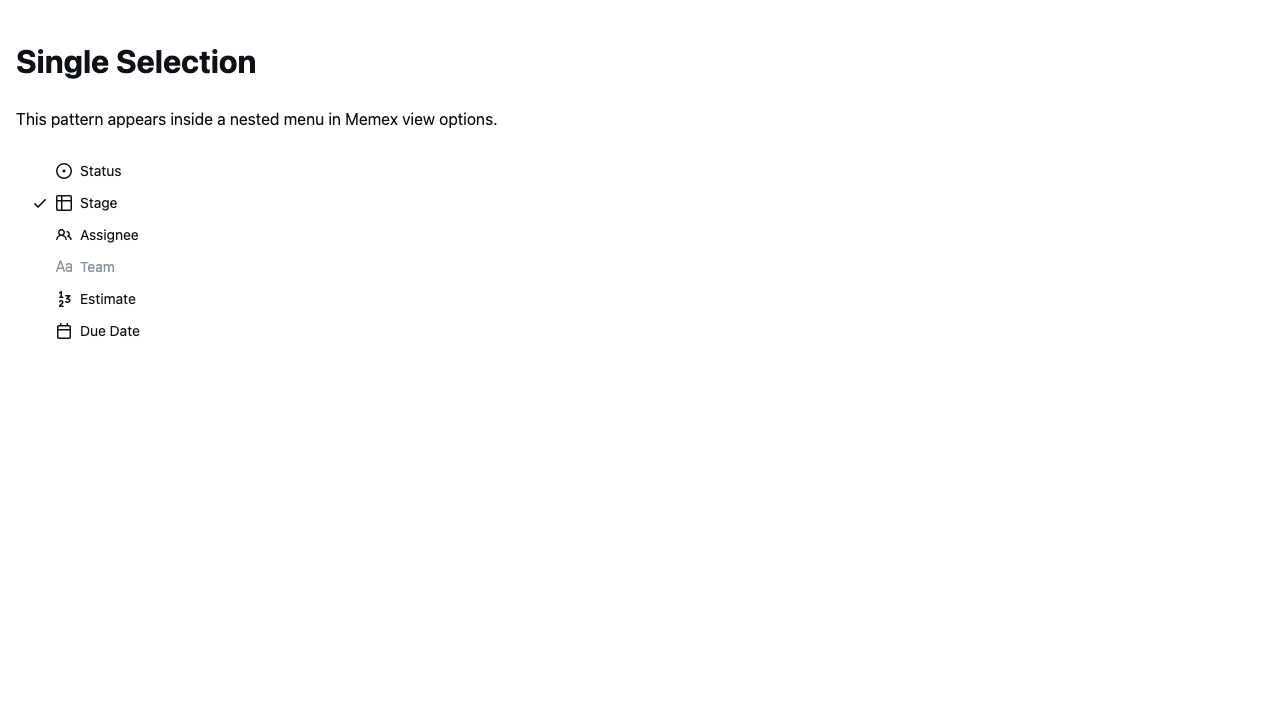 Single Selection
This pattern appears inside a nested menu in Memex view options.
Status
Stage
Assignee
Aa Team
123 Estimate
Due Date